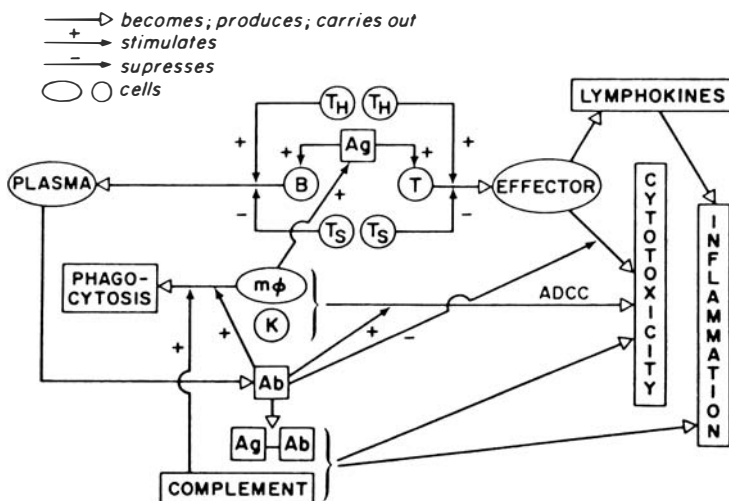 becomes; produces; carries out
+
stimulates
−
supresses
cells
TH TH
LYMPHOKINES
+ Ag +
+ +
PLASMA B T EFFECTOR
− + −
TS TS
CYTOTOXICITY
INFLAMMATION
PHAGO-
CYTOSIS
mφ
ADCC
K
+ + + −
Ab
Ag Ab
COMPLEMENT